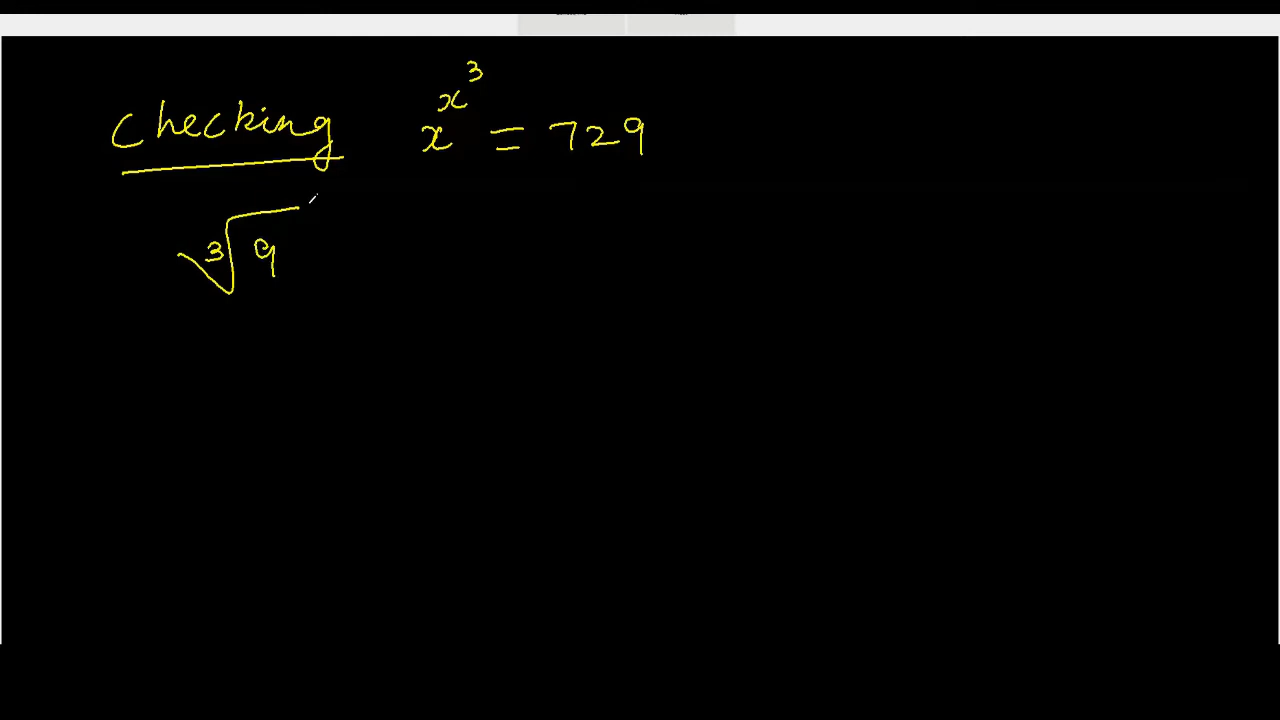 Checking x^{x^3} = 729
∛9